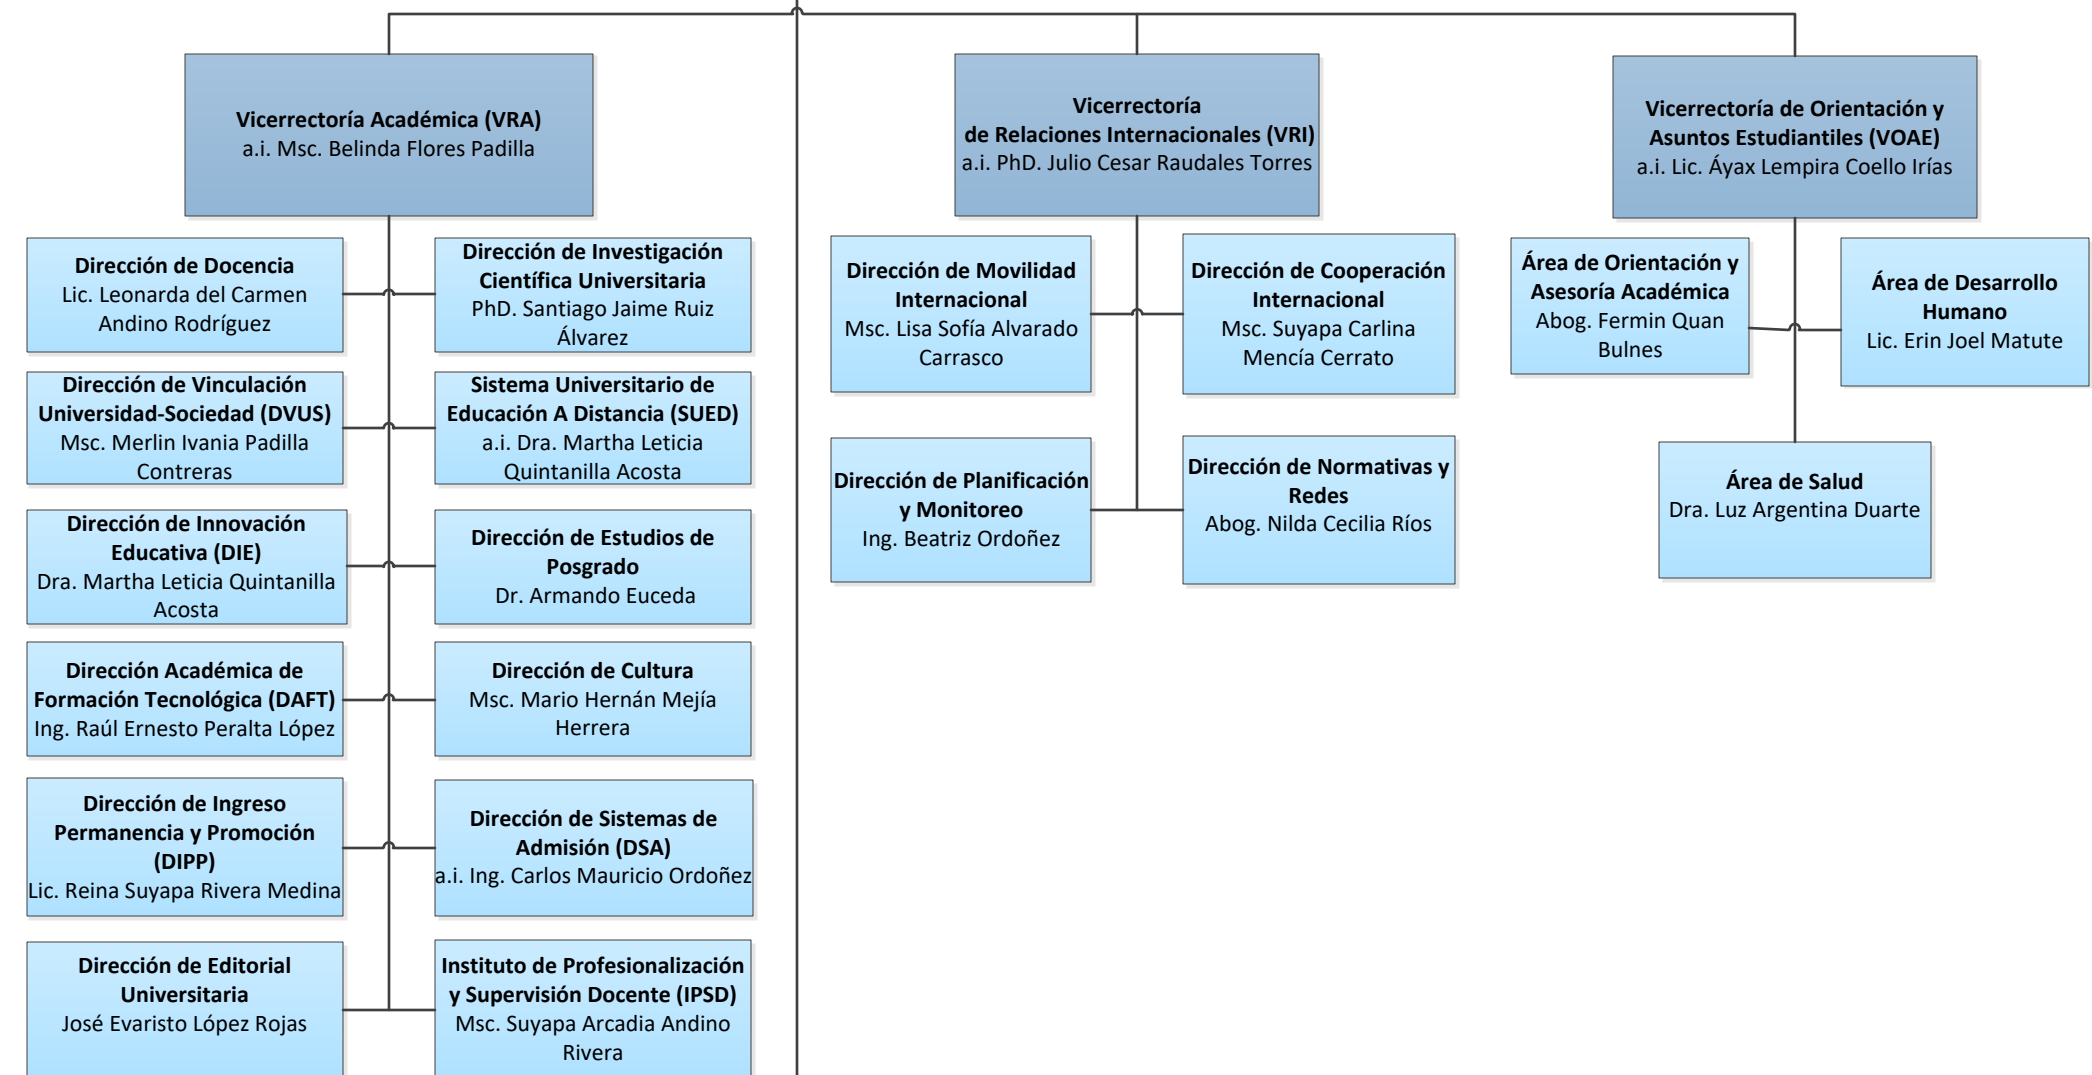 Vicerrectoría Académica (VRA)
a.i. Msc. Belinda Flores Padilla
Vicerrectoría
de Relaciones Internacionales (VRI)
a.i. PhD. Julio Cesar Raudales Torres
Vicerrectoría de Orientación y
Asuntos Estudiantiles (VOAE)
a.i. Lic. Áyax Lempira Coello Irías
Dirección de Docencia
Lic. Leonarda del Carmen
Andino Rodríguez
Dirección de Investigación
Científica Universitaria
PhD. Santiago Jaime Ruiz
Álvarez
Dirección de Vinculación
Universidad-Sociedad (DVUS)
Msc. Merlin Ivania Padilla
Contreras
Sistema Universitario de
Educación A Distancia (SUED)
a.i. Dra. Martha Leticia
Quintanilla Acosta
Dirección de Innovación
Educativa (DIE)
Dra. Martha Leticia Quintanilla
Acosta
Dirección de Estudios de
Posgrado
Dr. Armando Euceda
Dirección Académica de
Formación Tecnológica (DAFT)
Ing. Raúl Ernesto Peralta López
Dirección de Cultura
Msc. Mario Hernán Mejía
Herrera
Dirección de Ingreso
Permanencia y Promoción
(DIPP)
Lic. Reina Suyapa Rivera Medina
Dirección de Sistemas de
Admisión (DSA)
a.i. Ing. Carlos Mauricio Ordoñez
Dirección de Editorial
Universitaria
José Evaristo López Rojas
Instituto de Profesionalización
y Supervisión Docente (IPSD)
Msc. Suyapa Arcadia Andino
Rivera
Dirección de Movilidad
Internacional
Msc. Lisa Sofía Alvarado
Carrasco
Dirección de Cooperación
Internacional
Msc. Suyapa Carlina
Mencía Cerrato
Dirección de Planificación
y Monitoreo
Ing. Beatriz Ordoñez
Dirección de Normativas y
Redes
Abog. Nilda Cecilia Ríos
Área de Orientación y
Asesoría Académica
Abog. Fermin Quan
Bulnes
Área de Desarrollo
Humano
Lic. Erin Joel Matute
Área de Salud
Dra. Luz Argentina Duarte